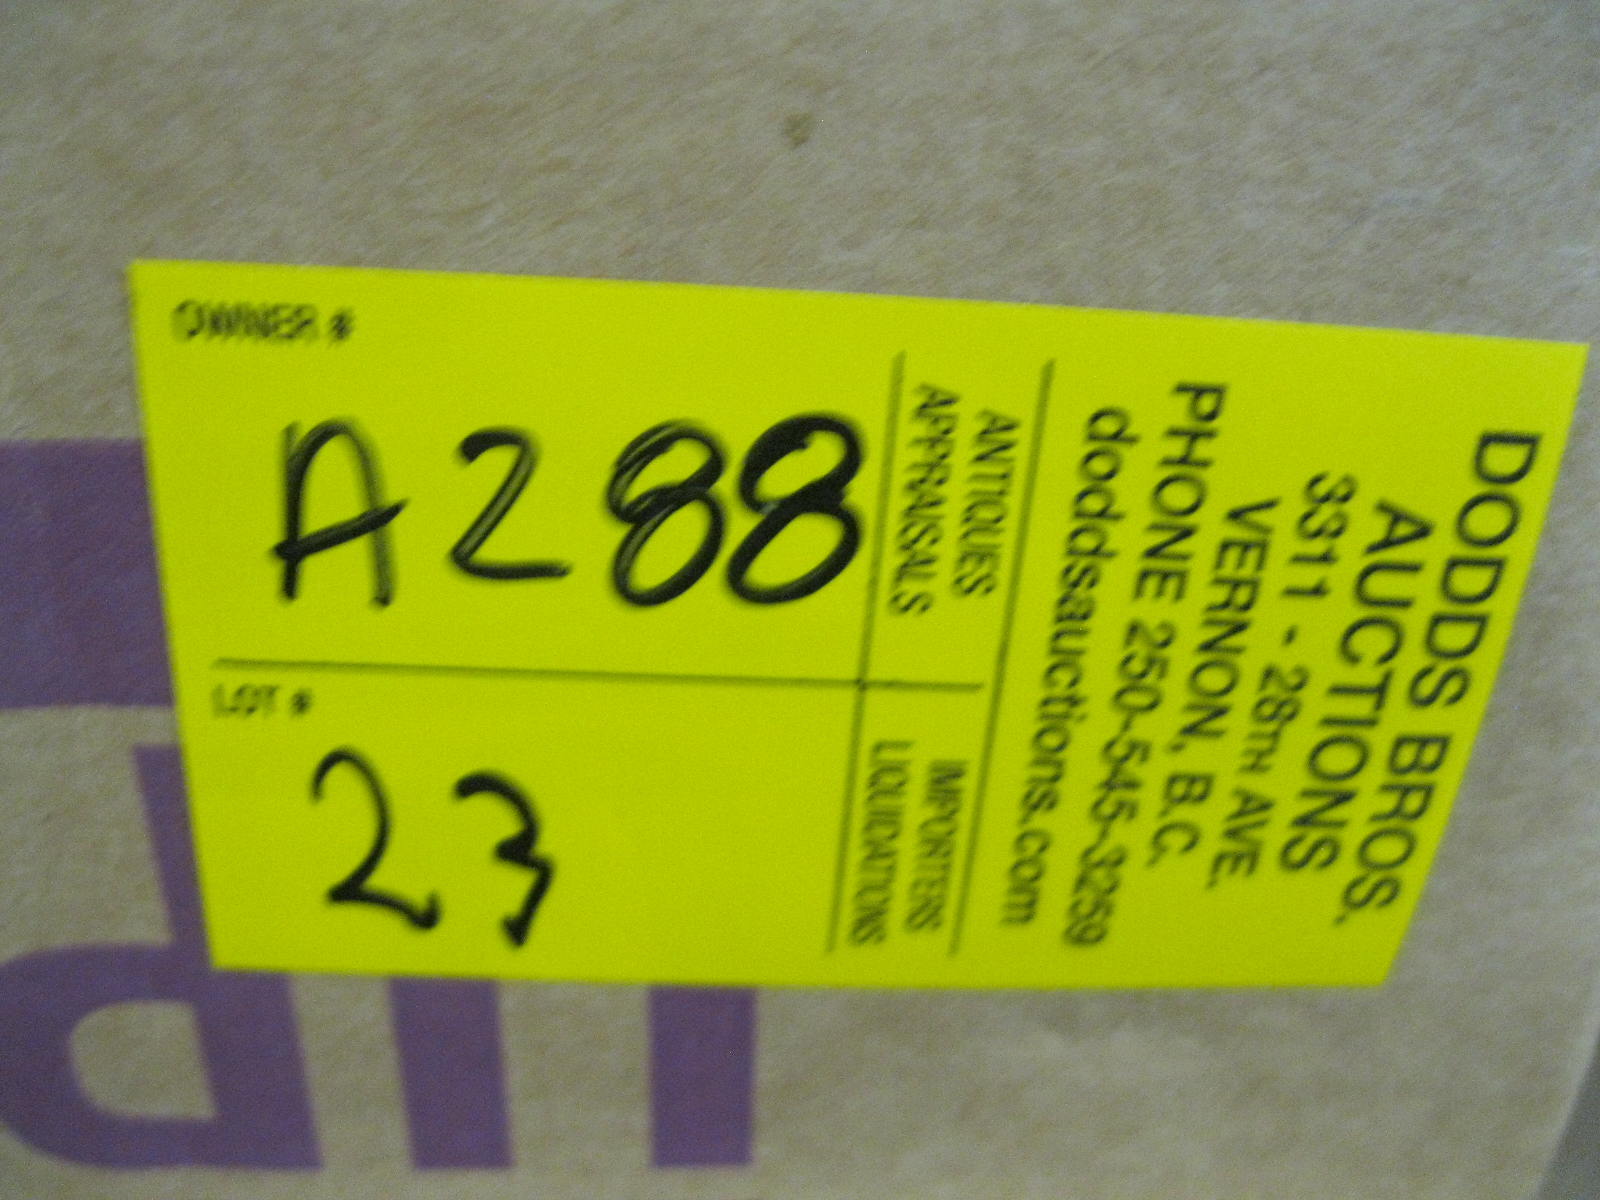 OWNER #
A288
LOT #
23
ANTIQUES
APPRAISALS
IMPORTERS
LIQUIDATIONS
DODDS BROS.
AUCTIONS
3311 - 28TH AVE.
VERNON, B.C.
PHONE 250-545-3259
doddsauctions.com